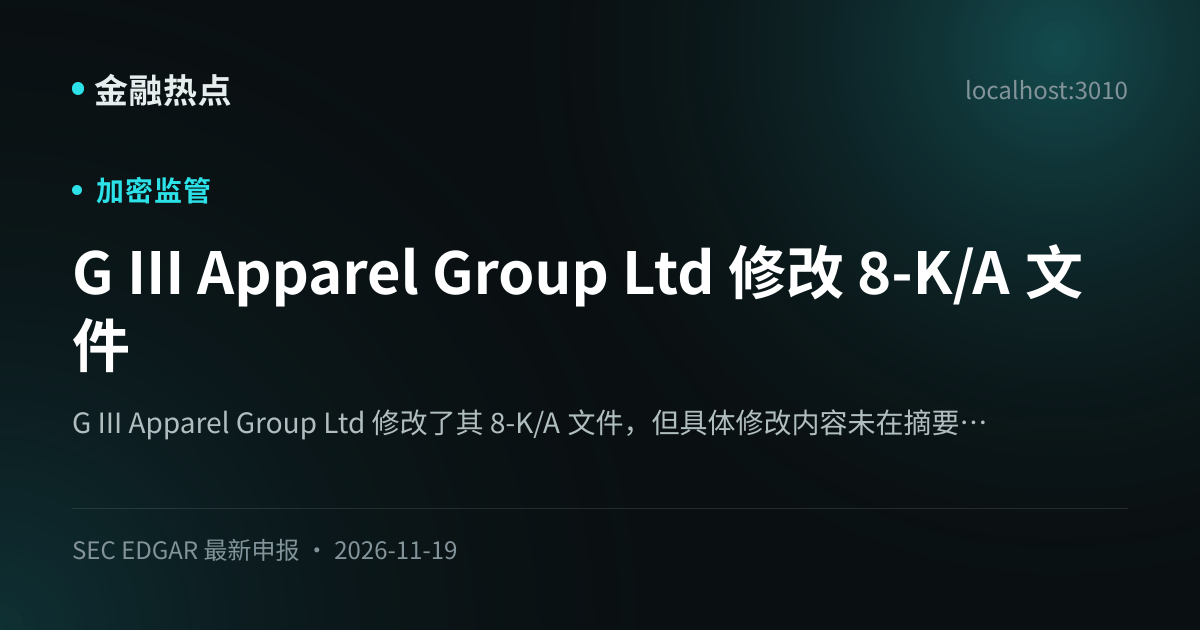 金融热点
localhost:3010
加密监管
G III Apparel Group Ltd 修改 8-K/A 文
件
G III Apparel Group Ltd 修改了其 8-K/A 文件，但具体修改内容未在摘要…
SEC EDGAR 最新申报 • 2026-11-19